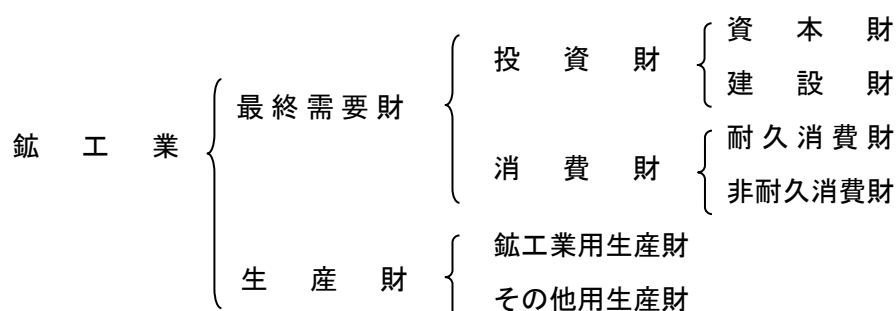 資本財
投資財
建設財
最終需要財
鉱工業
耐久消費財
消費財
非耐久消費財
鉱工業用生産財
生産財
その他用生産財